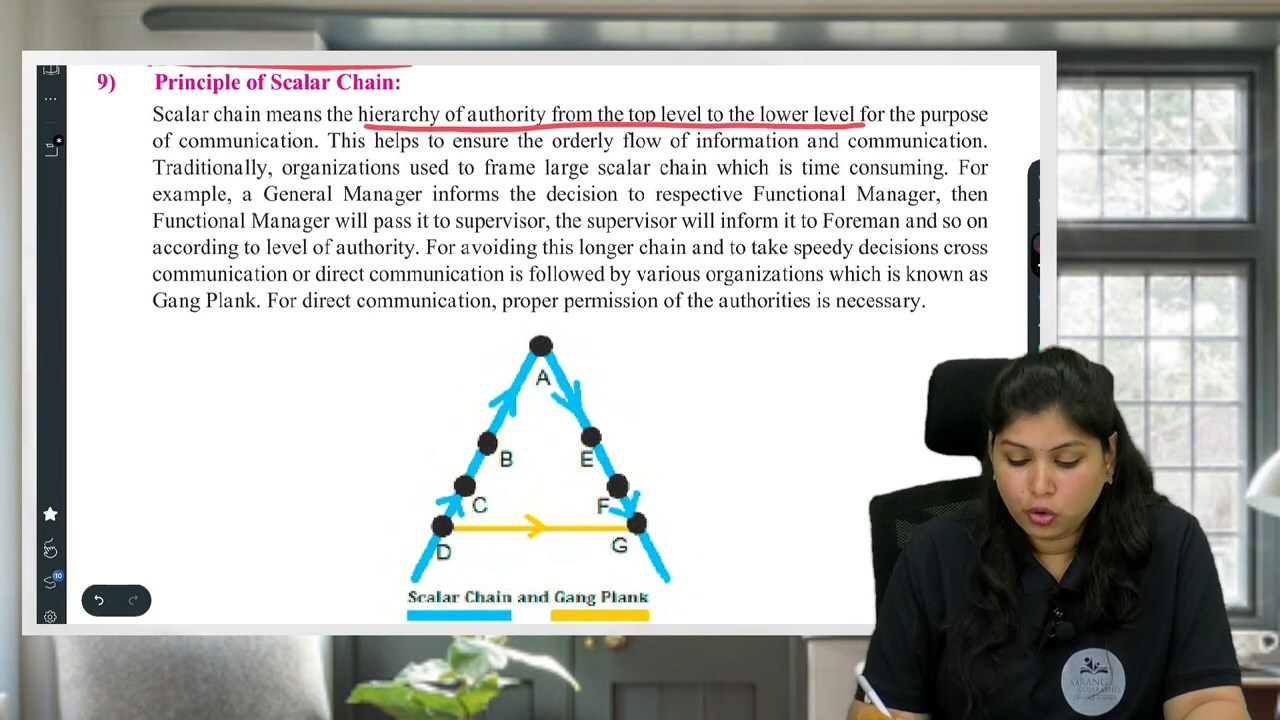 9) Principle of Scalar Chain:
Scalar chain means the hierarchy of authority from the top level to the lower level for the purpose
of communication. This helps to ensure the orderly flow of information and communication.
Traditionally, organizations used to frame large scalar chain which is time consuming. For
example, a General Manager informs the decision to respective Functional Manager, then
Functional Manager will pass it to supervisor, the supervisor will inform it to Foreman and so on
according to level of authority. For avoiding this longer chain and to take speedy decisions cross
communication or direct communication is followed by various organizations which is known as
Gang Plank. For direct communication, proper permission of the authorities is necessary.
A
B E
C F
D G
Scalar Chain and Gang Plank
10
SARANG